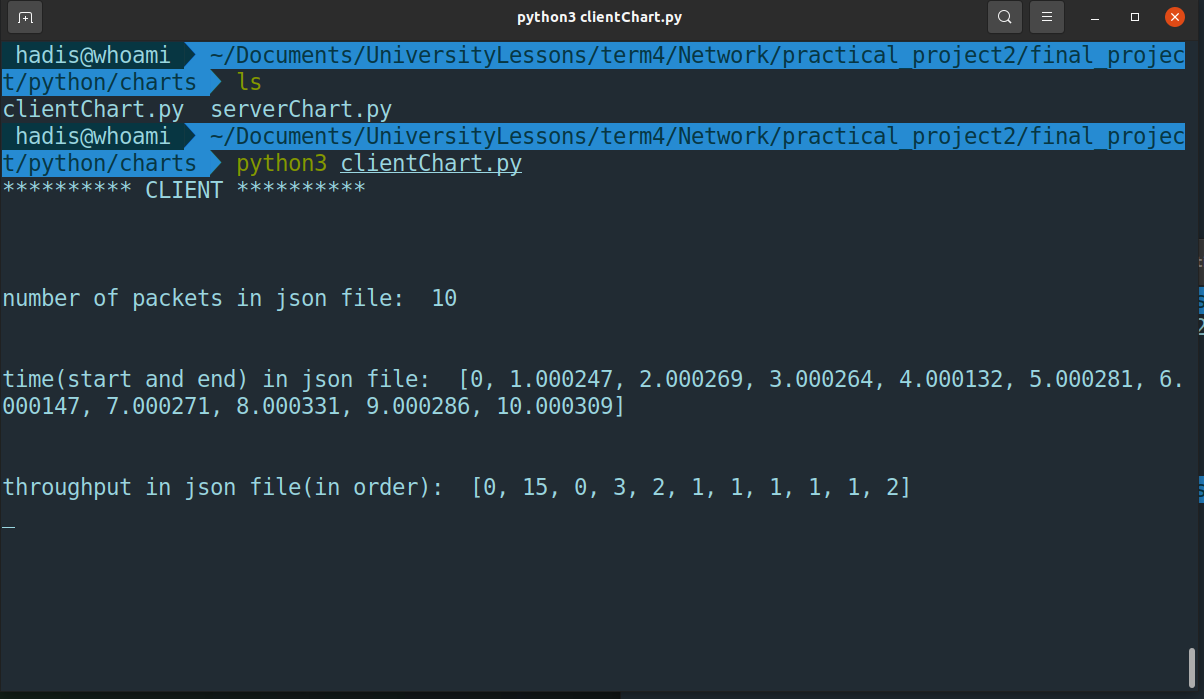 python3 clientChart.py
hadis@whoami ~/Documents/UniversityLessons/term4/Network/practical_project2/final_projec
t/python/charts ls
clientChart.py serverChart.py
hadis@whoami ~/Documents/UniversityLessons/term4/Network/practical_project2/final_projec
t/python/charts python3 clientChart.py
********** CLIENT **********
number of packets in json file:  10
time(start and end) in json file:  [0, 1.000247, 2.000269, 3.000264, 4.000132, 5.000281, 6.
000147, 7.000271, 8.000331, 9.000286, 10.000309]
throughput in json file(in order):  [0, 15, 0, 3, 2, 1, 1, 1, 1, 1, 2]